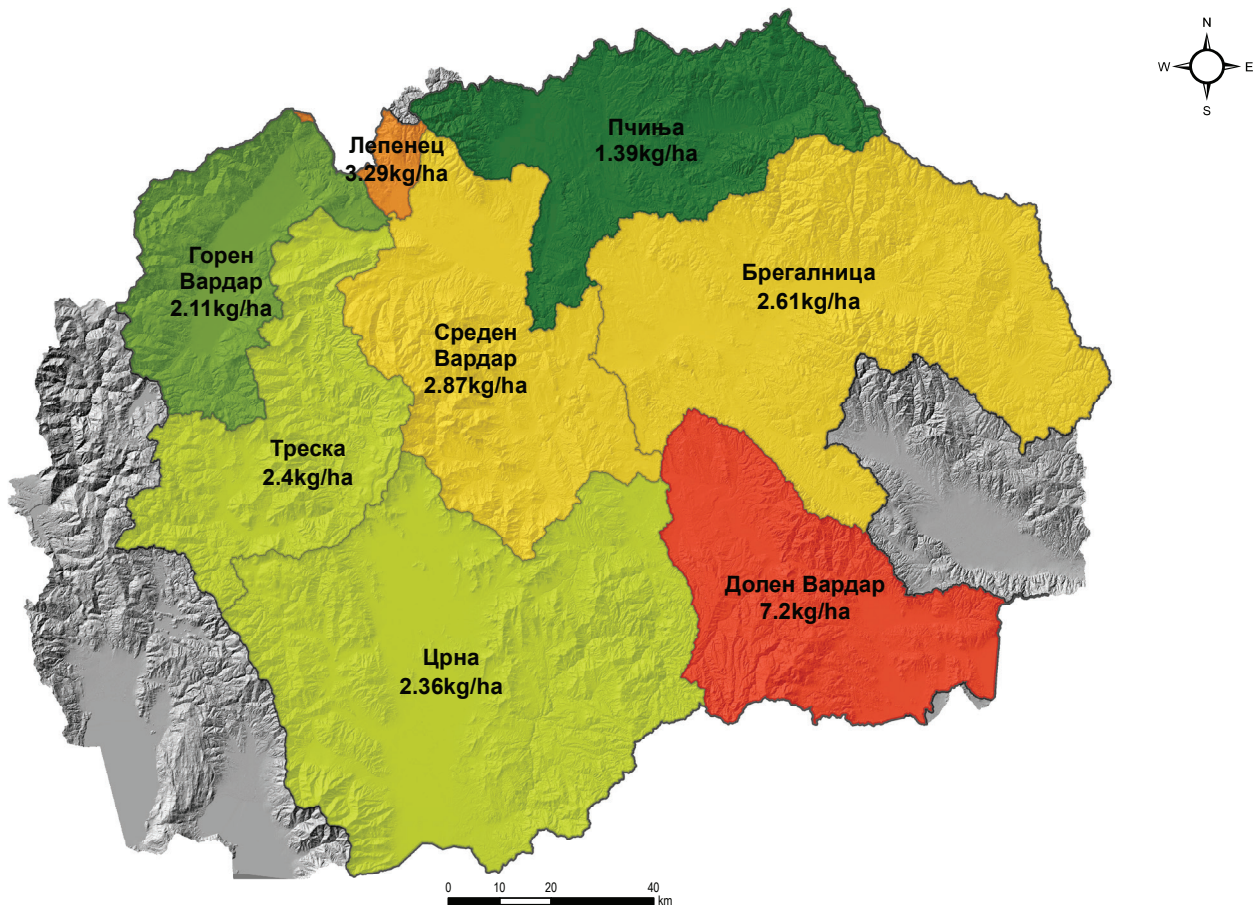 N
W E
S
Пчиња
1.39kg/ha
Лепенец
3.29kg/ha
Горен
Вардар
2.11kg/ha
Брегалница
2.61kg/ha
Среден
Вардар
2.87kg/ha
Треска
2.4kg/ha
Долен Вардар
7.2kg/ha
Црна
2.36kg/ha
0 10 20 40
km